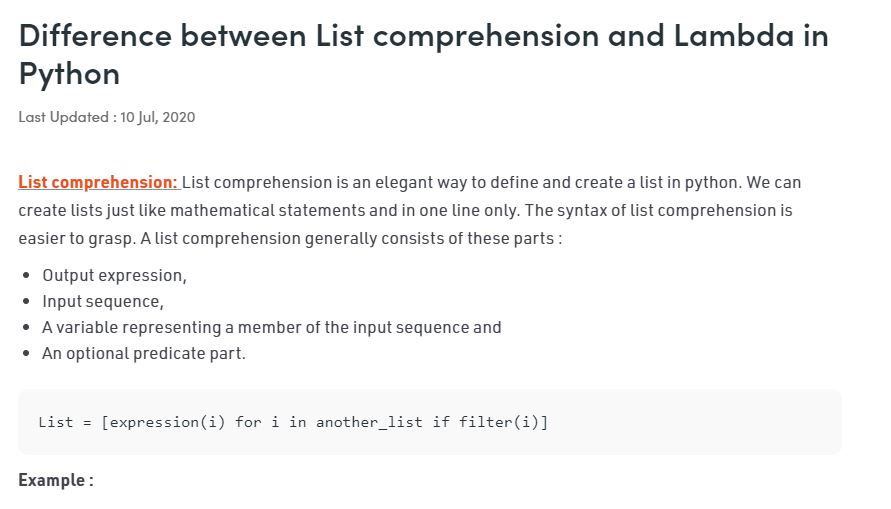 Difference between List comprehension and Lambda in
Python
Last Updated : 10 Jul, 2020
List comprehension: List comprehension is an elegant way to define and create a list in python. We can
create lists just like mathematical statements and in one line only. The syntax of list comprehension is
easier to grasp. A list comprehension generally consists of these parts :
• Output expression,
• Input sequence,
• A variable representing a member of the input sequence and
• An optional predicate part.
List = [expression(i) for i in another_list if filter(i)]
Example :